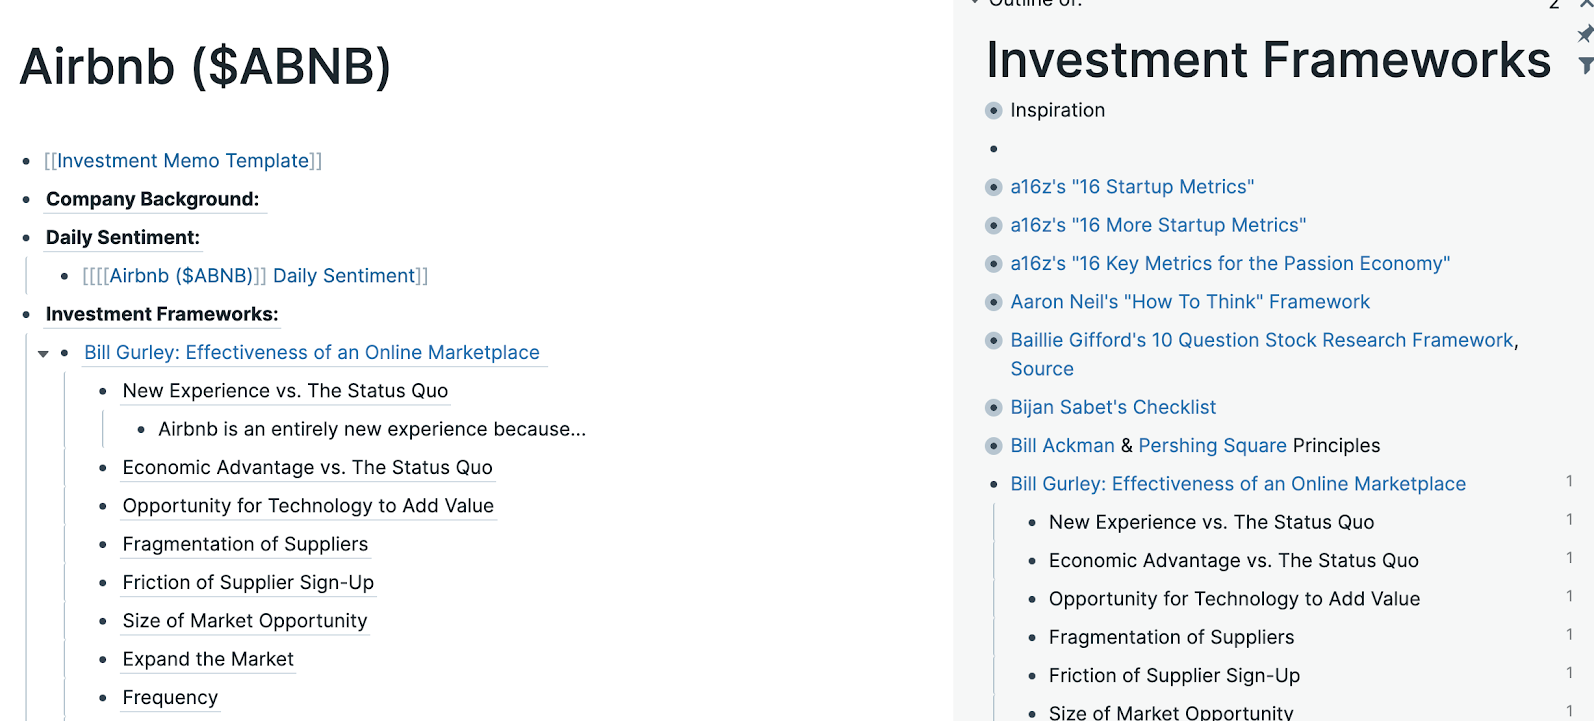 Airbnb ($ABNB)
[[Investment Memo Template]]
Company Background:
Daily Sentiment:
[[[[Airbnb ($ABNB)]] Daily Sentiment]]
Investment Frameworks:
Bill Gurley: Effectiveness of an Online Marketplace
New Experience vs. The Status Quo
Airbnb is an entirely new experience because...
Economic Advantage vs. The Status Quo
Opportunity for Technology to Add Value
Fragmentation of Suppliers
Friction of Supplier Sign-Up
Size of Market Opportunity
Expand the Market
Frequency
Outline of: 2
Investment Frameworks
Inspiration
a16z's "16 Startup Metrics"
a16z's "16 More Startup Metrics"
a16z's "16 Key Metrics for the Passion Economy"
Aaron Neil's "How To Think" Framework
Baillie Gifford's 10 Question Stock Research Framework,
Source
Bijan Sabet's Checklist
Bill Ackman & Pershing Square Principles
Bill Gurley: Effectiveness of an Online Marketplace 1
New Experience vs. The Status Quo 1
Economic Advantage vs. The Status Quo 1
Opportunity for Technology to Add Value 1
Fragmentation of Suppliers 1
Friction of Supplier Sign-Up 1
Size of Market Opportunity 1